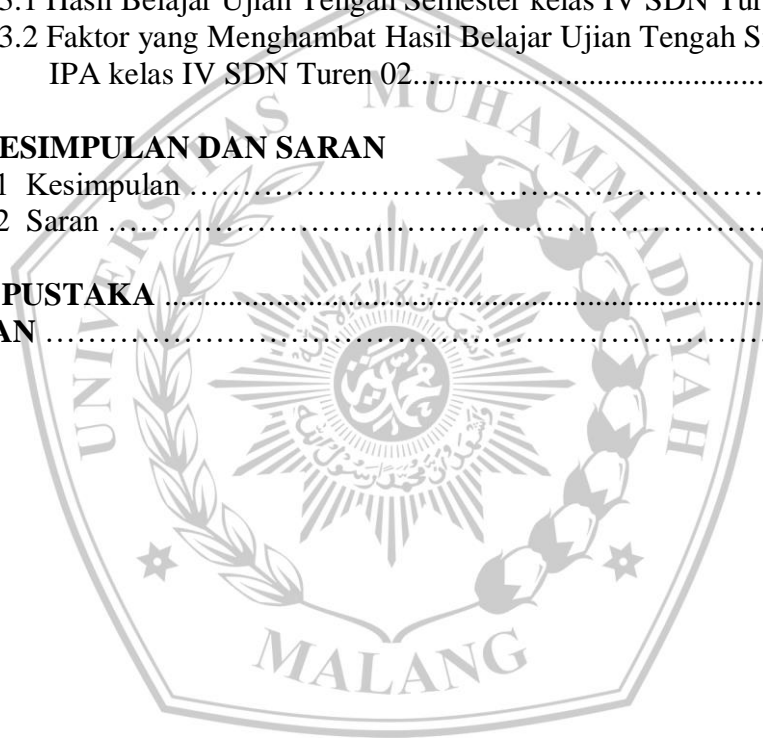 3.1 Hasil Belajar Ujian Tengah Semester kelas IV SDN Tur
3.2 Faktor yang Menghambat Hasil Belajar Ujian Tengah S
IPA kelas IV SDN Turen 02
ESIMPULAN DAN SARAN
1 Kesimpulan
2 Saran
PUSTAKA
AN
UNIVERSITAS MUHAMMADIYAH
MALANG